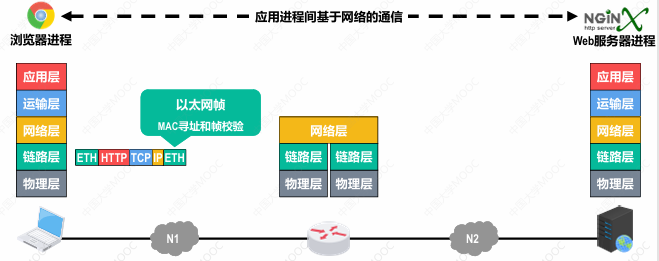 应用进程间基于网络的通信
浏览器进程
NGiNX
http server
Web服务器进程
应用层
运输层
网络层
链路层
物理层
以太网帧
MAC寻址和帧校验
ETH HTTP TCP IP ETH
网络层
链路层 链路层
物理层 物理层
应用层
运输层
网络层
链路层
物理层
N1
N2